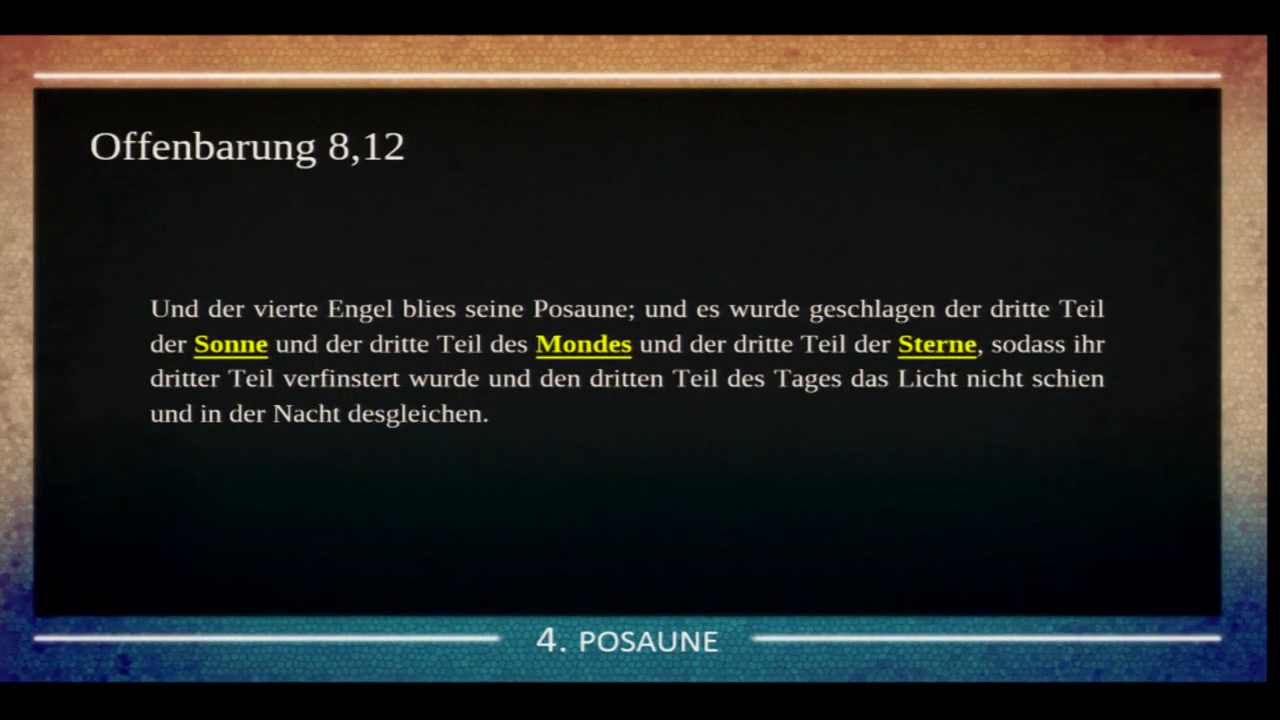 Offenbarung 8,12
Und der vierte Engel blies seine Posaune; und es wurde geschlagen der dritte Teil
der Sonne und der dritte Teil des Mondes und der dritte Teil der Sterne, sodass ihr
dritter Teil verfinstert wurde und den dritten Teil des Tages das Licht nicht schien
und in der Nacht desgleichen.
4. POSAUNE